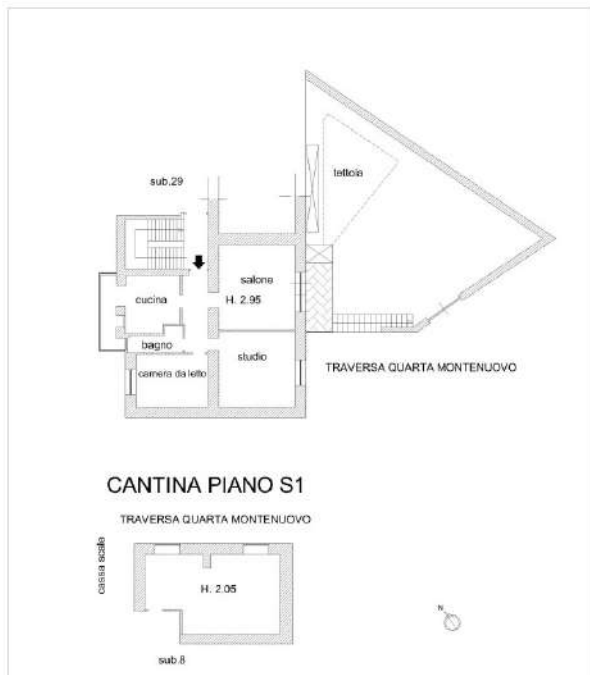 tettoia
sub.29
salone
cucina
H. 2.95
bagno
studio
camera da letto
TRAVERSA QUARTA MONTENUOVO
CANTINA PIANO S1
TRAVERSA QUARTA MONTENUOVO
cassa scale
H. 2.05
N
sub.8